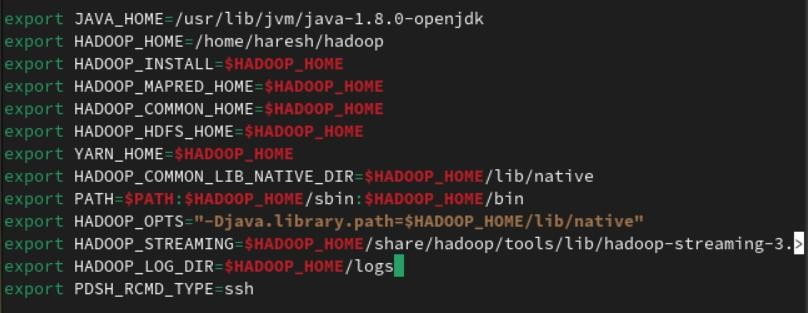 export JAVA_HOME=/usr/lib/jvm/java-1.8.0-openjdk
export HADOOP_HOME=/home/haresh/hadoop
export HADOOP_INSTALL=$HADOOP_HOME
export HADOOP_MAPRED_HOME=$HADOOP_HOME
export HADOOP_COMMON_HOME=$HADOOP_HOME
export HADOOP_HDFS_HOME=$HADOOP_HOME
export YARN_HOME=$HADOOP_HOME
export HADOOP_COMMON_LIB_NATIVE_DIR=$HADOOP_HOME/lib/native
export PATH=$PATH:$HADOOP_HOME/sbin:$HADOOP_HOME/bin
export HADOOP_OPTS="-Djava.library.path=$HADOOP_HOME/lib/native"
export HADOOP_STREAMING=$HADOOP_HOME/share/hadoop/tools/lib/hadoop-streaming-3.>
export HADOOP_LOG_DIR=$HADOOP_HOME/logs
export PDSH_RCMD_TYPE=ssh